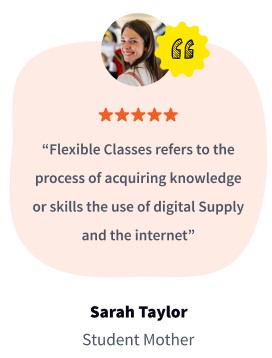 “Flexible Classes refers to the
process of acquiring knowledge
or skills the use of digital Supply
and the internet”
Sarah Taylor
Student Mother